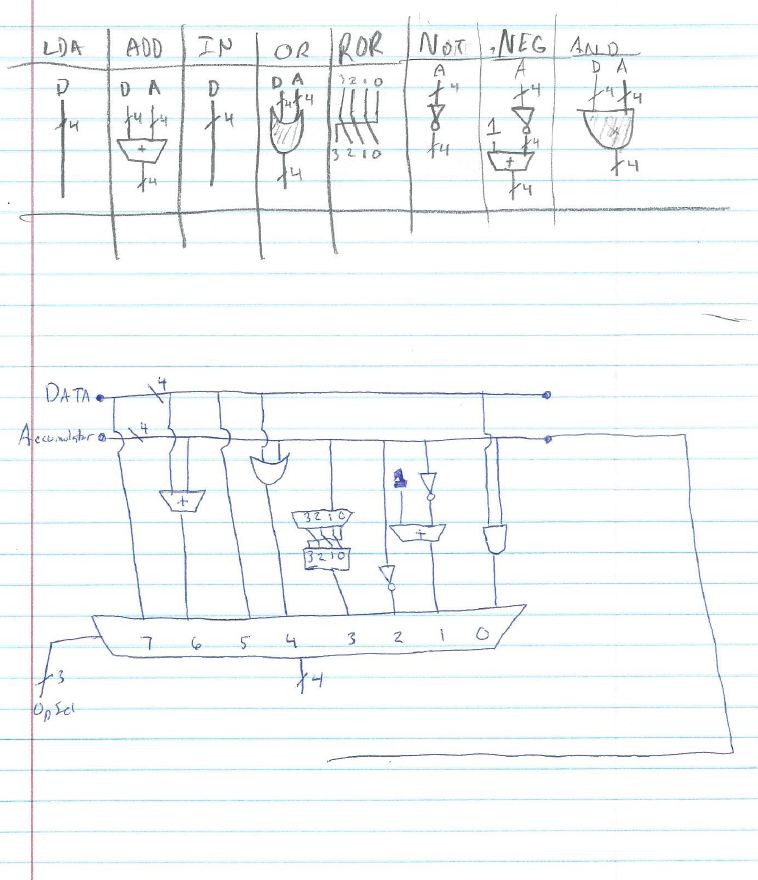 LDA ADD IN OR ROR NOT NEG AND
D D A D D A 3 2 1 0 A A D A
4 4 4 4 4 4 4 4 4 4
+ 4 3 2 1 0 4 1 4
4 4 + 4 4
DATA 4
Accumulator 4
1
+ 3 2 1 0 +
3 2 1 0
7 6 5 4 3 2 1 0
3 4
OpSel